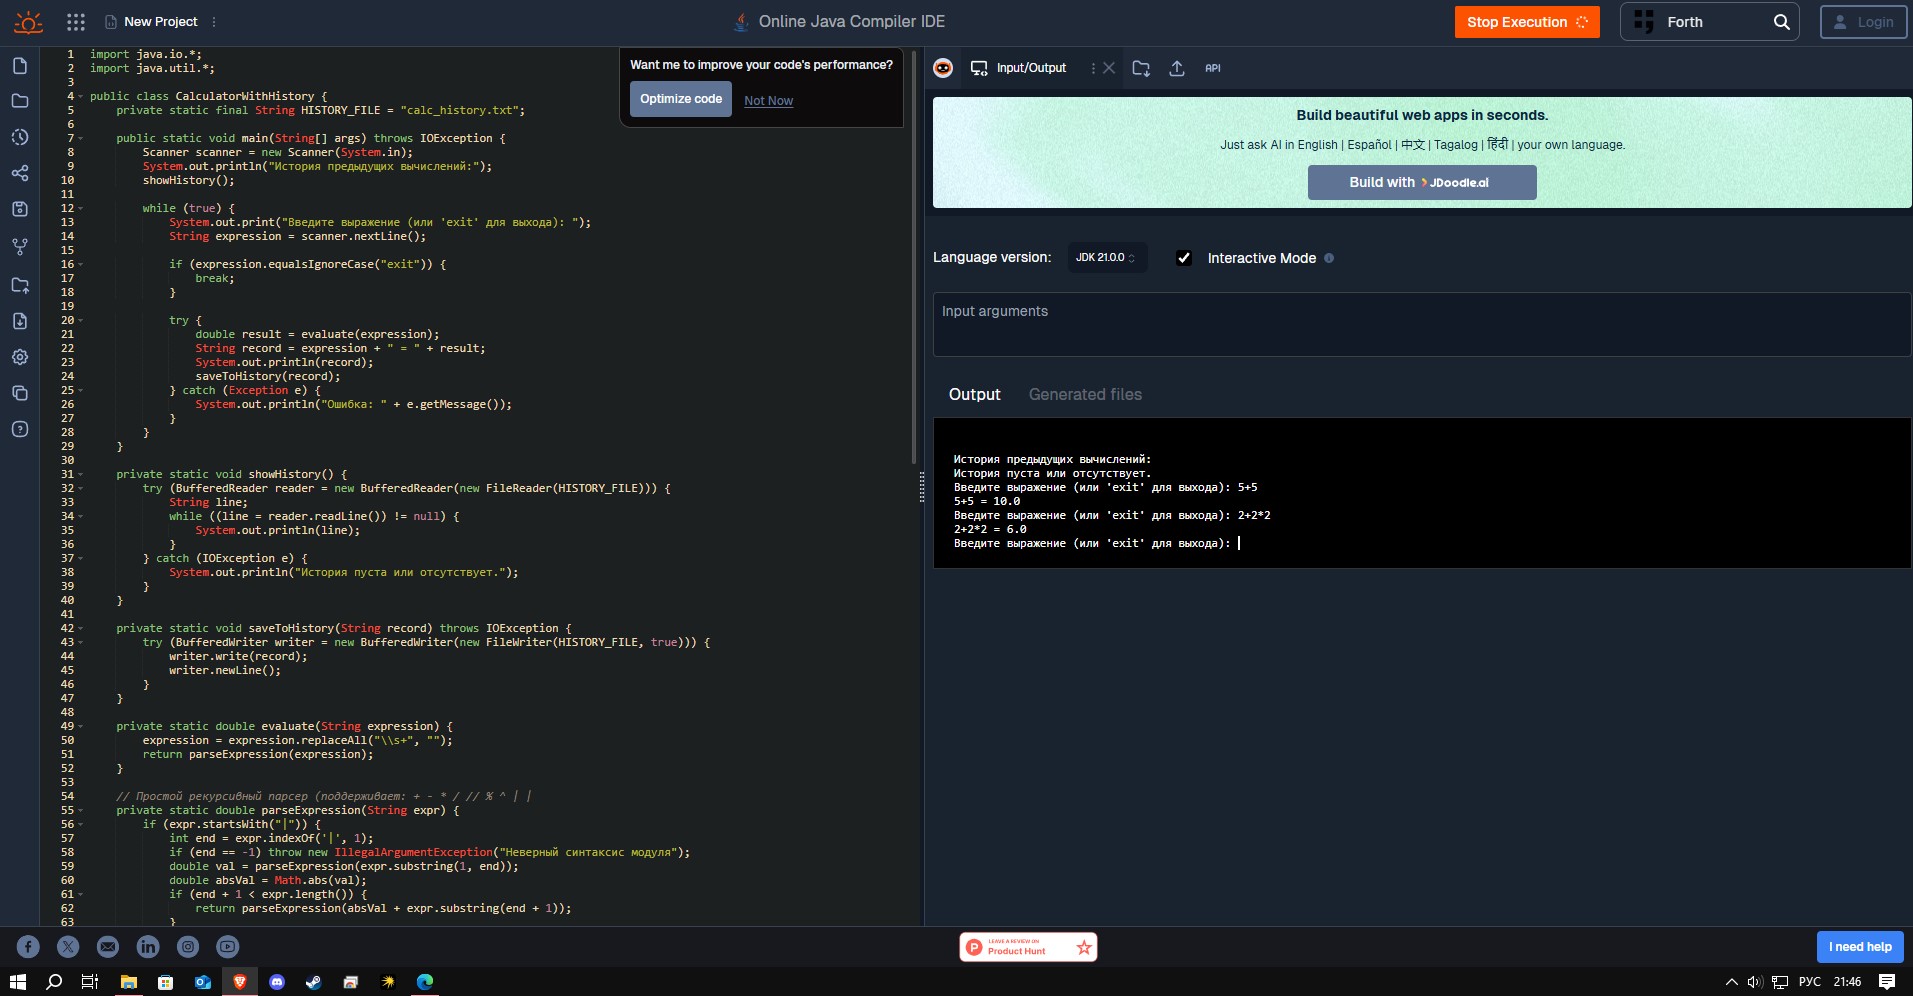 New Project
Online Java Compiler IDE
Stop Execution
Forth
Login
1 import java.io.*;
2 import java.util.*;
3
4 public class CalculatorWithHistory {
5     private static final String HISTORY_FILE = "calc_history.txt";
6
7     public static void main(String[] args) throws IOException {
8         Scanner scanner = new Scanner(System.in);
9         System.out.println("История предыдущих вычислений:");
10         showHistory();
11
12         while (true) {
13             System.out.print("Введите выражение (или 'exit' для выхода): ");
14             String expression = scanner.nextLine();
15
16             if (expression.equalsIgnoreCase("exit")) {
17                 break;
18             }
19
20             try {
21                 double result = evaluate(expression);
22                 String record = expression + " = " + result;
23                 System.out.println(record);
24                 saveToHistory(record);
25             } catch (Exception e) {
26                 System.out.println("Ошибка: " + e.getMessage());
27             }
28         }
29     }
30
31     private static void showHistory() {
32         try (BufferedReader reader = new BufferedReader(new FileReader(HISTORY_FILE))) {
33             String line;
34             while ((line = reader.readLine()) != null) {
35                 System.out.println(line);
36             }
37         } catch (IOException e) {
38             System.out.println("История пуста или отсутствует.");
39         }
40     }
41
42     private static void saveToHistory(String record) throws IOException {
43         try (BufferedWriter writer = new BufferedWriter(new FileWriter(HISTORY_FILE, true))) {
44             writer.write(record);
45             writer.newLine();
46         }
47     }
48
49     private static double evaluate(String expression) {
50         expression = expression.replaceAll("\\s+", "");
51         return parseExpression(expression);
52     }
53
54     // Простой рекурсивный парсер (поддерживает: + - * / // % ^ | |
55     private static double parseExpression(String expr) {
56         if (expr.startsWith("|")) {
57             int end = expr.indexOf('|', 1);
58             if (end == -1) throw new IllegalArgumentException("Неверный синтаксис модуля");
59             double val = parseExpression(expr.substring(1, end));
60             double absVal = Math.abs(val);
61             if (end + 1 < expr.length()) {
62                 return parseExpression(absVal + expr.substring(end + 1));
63             }
Want me to improve your code's performance?
Optimize code
Not Now
Input/Output
API
Build beautiful web apps in seconds.
Just ask AI in English | Español | 中文 | Tagalog | हिंदी | your own language.
Build with JDoodle.ai
Language version:
JDK 21.0.0
Interactive Mode
Input arguments
Output
Generated files
История предыдущих вычислений:
История пуста или отсутствует.
Введите выражение (или 'exit' для выхода): 5+5
5+5 = 10.0
Введите выражение (или 'exit' для выхода): 2+2*2
2+2*2 = 6.0
Введите выражение (или 'exit' для выхода):
LEAVE A REVIEW ON
Product Hunt
I need help
РУС
21:46